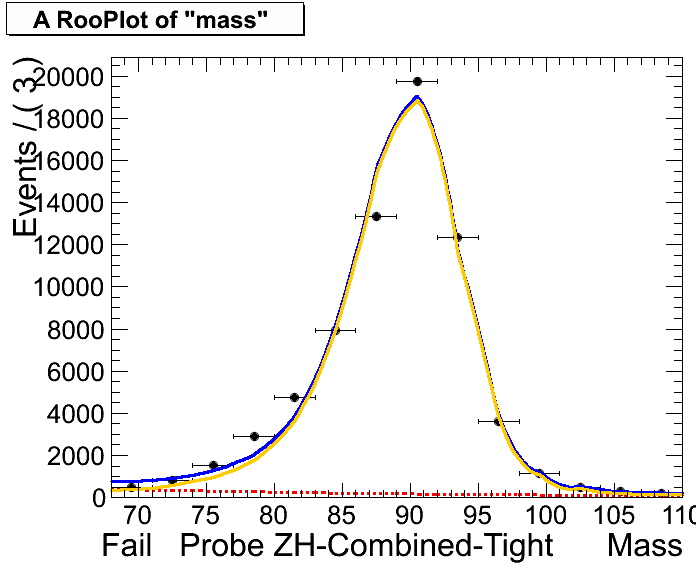 A RooPlot of "mass"
Events / ( 3 )
20000
18000
16000
14000
12000
10000
8000
6000
4000
2000
0
70 75 80 85 90 95 100 105 110
Fail Probe ZH-Combined-Tight Mass